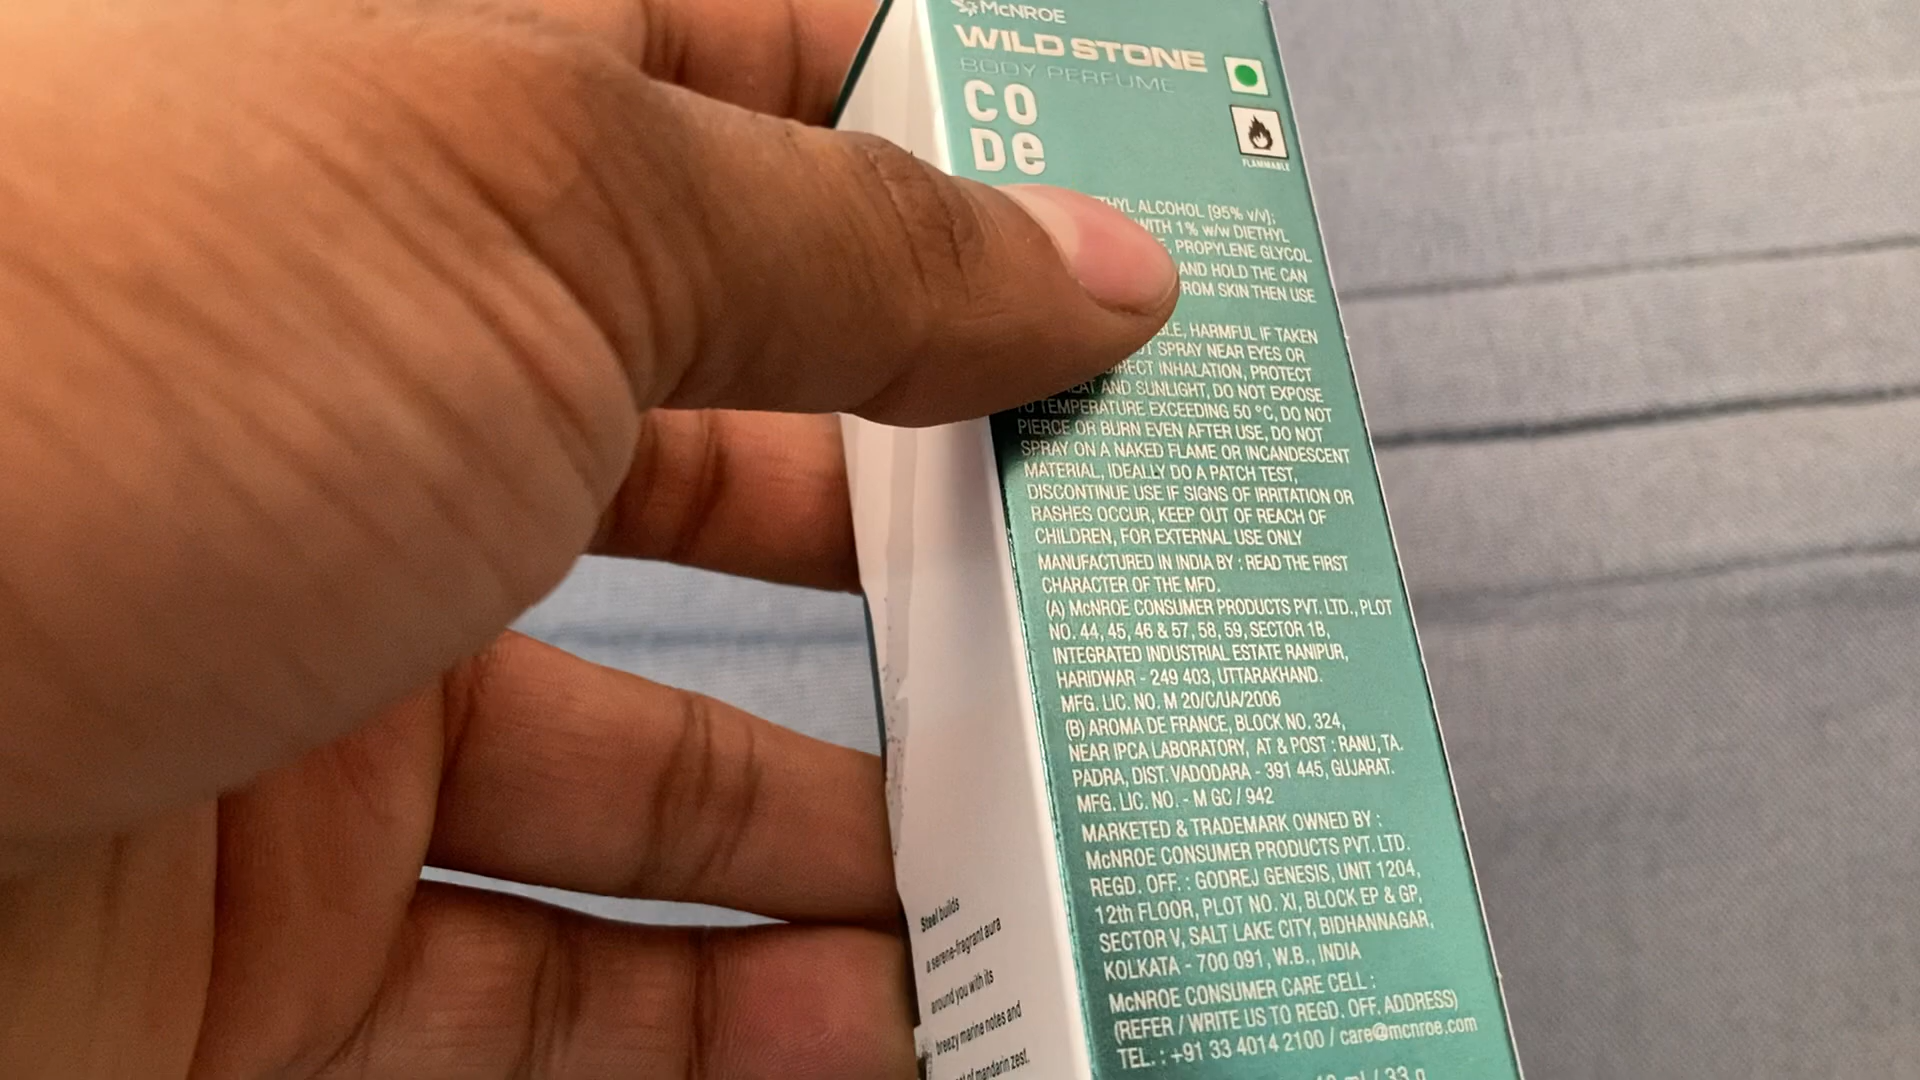 McNROE
WILD STONE
BODY PERFUME
CO
De
FLAMMABLE
ALCOHOL [95% v/v];
WITH 1% w/w DIETHYL
PROPYLENE GLYCOL
AND HOLD THE CAN
FROM SKIN THEN USE
HARMFUL IF TAKEN
SPRAY NEAR EYES OR
DIRECT INHALATION, PROTECT
AND SUNLIGHT, DO NOT EXPOSE
TO TEMPERATURE EXCEEDING 50 °C, DO NOT
PIERCE OR BURN EVEN AFTER USE, DO NOT
SPRAY ON A NAKED FLAME OR INCANDESCENT
MATERIAL, IDEALLY DO A PATCH TEST,
DISCONTINUE USE IF SIGNS OF IRRITATION OR
RASHES OCCUR, KEEP OUT OF REACH OF
CHILDREN, FOR EXTERNAL USE ONLY
MANUFACTURED IN INDIA BY : READ THE FIRST
CHARACTER OF THE MFD.
(A) McNROE CONSUMER PRODUCTS PVT. LTD., PLOT
NO. 44, 45, 46 & 57, 58, 59, SECTOR 1B,
INTEGRATED INDUSTRIAL ESTATE RANIPUR,
HARIDWAR - 249 403, UTTARAKHAND.
MFG. LIC. NO. M 20/C/UA/2006
(B) AROMA DE FRANCE, BLOCK NO. 324,
NEAR IPCA LABORATORY, AT & POST : RANU, TA.
PADRA, DIST. VADODARA - 391 445, GUJARAT.
MFG. LIC. NO. - M GC / 942
MARKETED & TRADEMARK OWNED BY :
McNROE CONSUMER PRODUCTS PVT. LTD.
REGD. OFF. : GODREJ GENESIS, UNIT 1204,
12th FLOOR, PLOT NO. XI, BLOCK EP & GP,
SECTOR V, SALT LAKE CITY, BIDHANNAGAR,
KOLKATA - 700 091, W.B., INDIA
McNROE CONSUMER CARE CELL :
(REFER / WRITE US TO REGD. OFF. ADDRESS)
TEL. : +91 33 4014 2100 / care@mcnroe.com
ml / 33 g
Steel builds
a serene-fragrant aura
around you with its
breezy marine notes and
of mandarin zest.